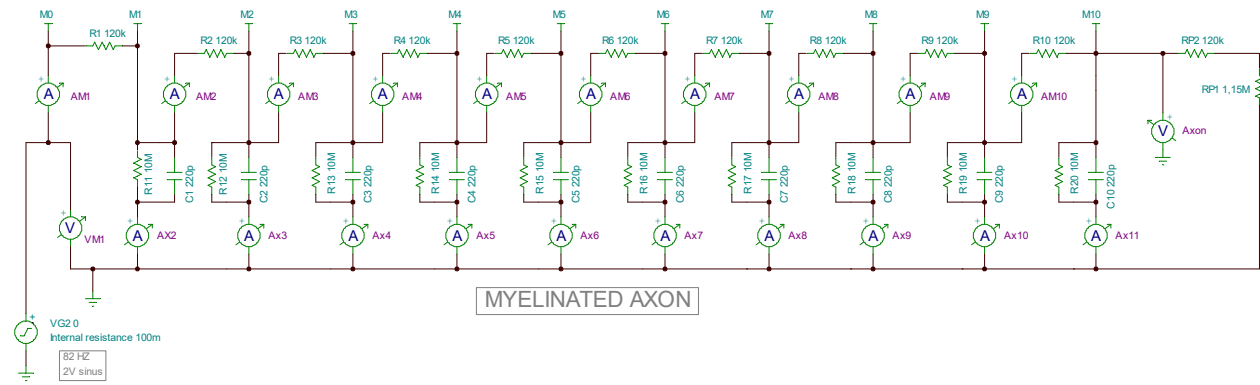 M0 M1 M2 M3 M4 M5 M6 M7 M8 M9 M10
R1 120k R2 120k R3 120k R4 120k R5 120k R6 120k R7 120k R8 120k R9 120k R10 120k RP2 120k
A AM1 A AM2 A AM3 A AM4 A AM5 A AM6 A AM7 A AM8 A AM9 A AM10 RP1 1,15M
V Axon
R11 10M C1 220p R12 10M C2 220p R13 10M C3 220p R14 10M C4 220p R15 10M C5 220p R16 10M C6 220p R17 10M C7 220p R18 10M C8 220p R19 10M C9 220p R20 10M C10 220p
V VM1 A AX2 A Ax3 A Ax4 A Ax5 A Ax6 A Ax7 A Ax8 A Ax9 A Ax10 A Ax11
MYELINATED AXON
VG2 0
Internal resistance 100m
82 HZ
2V sinus